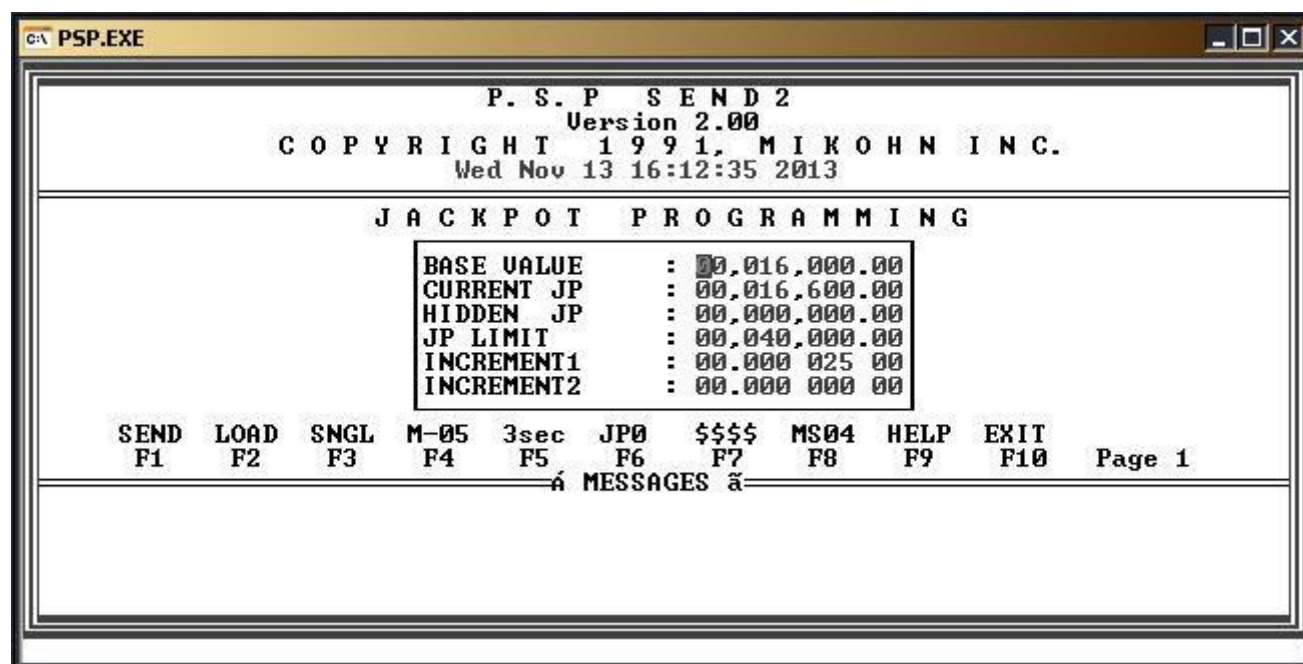 PSP.EXE
P. S. P SEND2
Version 2.00
COPYRIGHT 1991, MIKOHN INC.
Wed Nov 13 16:12:35 2013
JACKPOT PROGRAMMING
BASE VALUE : 00,016,000.00
CURRENT JP : 00,016,600.00
HIDDEN JP : 00,000,000.00
JP LIMIT : 00,040,000.00
INCREMENT1 : 00.000 025 00
INCREMENT2 : 00.000 000 00
SEND LOAD SNGL M-05 3sec JP0 $$$$ MS04 HELP EXIT
F1 F2 F3 F4 F5 F6 F7 F8 F9 F10 Page 1
á MESSAGES ã